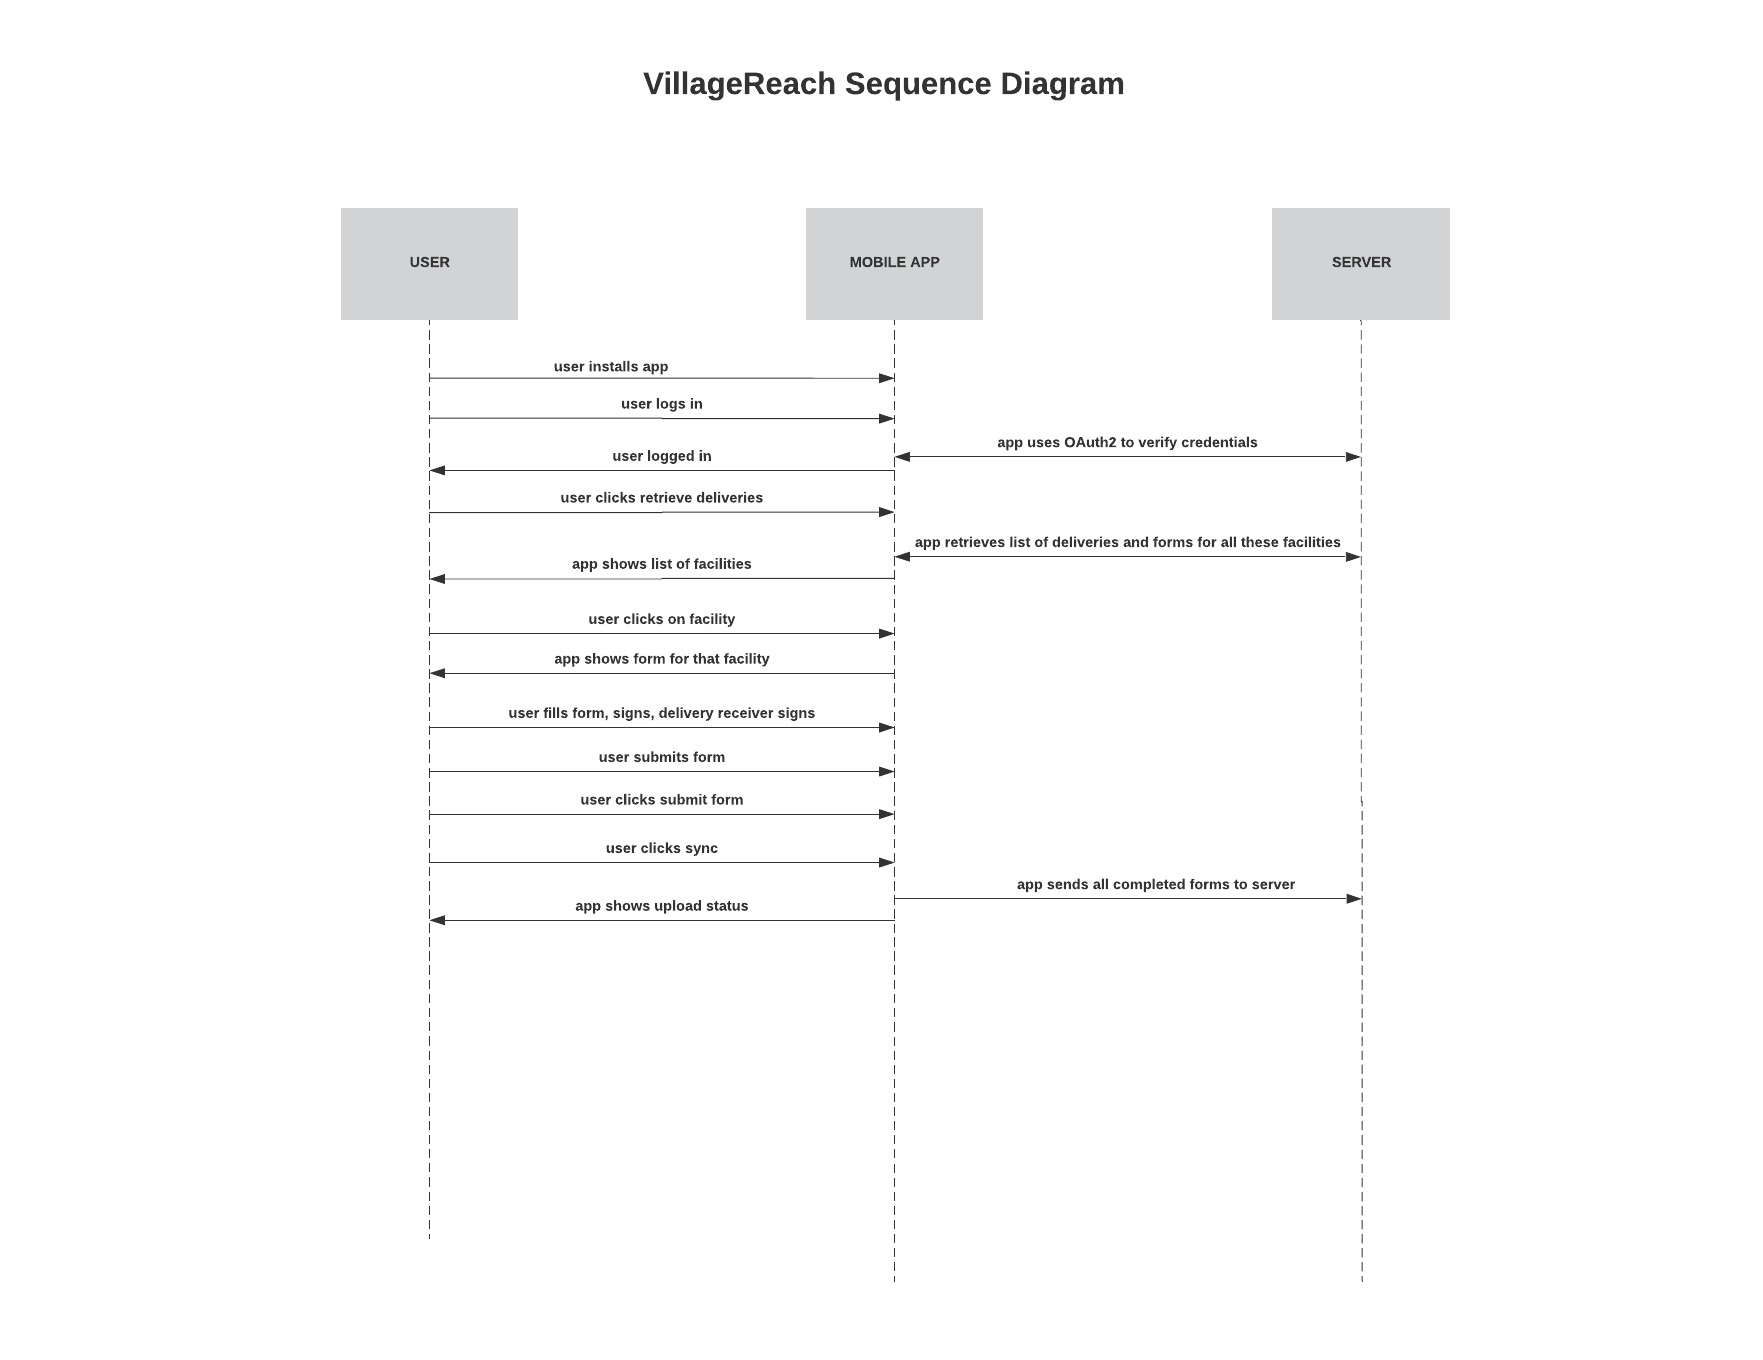 VillageReach Sequence Diagram
USER
MOBILE APP
SERVER
user installs app
user logs in
app uses OAuth2 to verify credentials
user logged in
user clicks retrieve deliveries
app retrieves list of deliveries and forms for all these facilities
app shows list of facilities
user clicks on facility
app shows form for that facility
user fills form, signs, delivery receiver signs
user submits form
user clicks submit form
user clicks sync
app sends all completed forms to server
app shows upload status